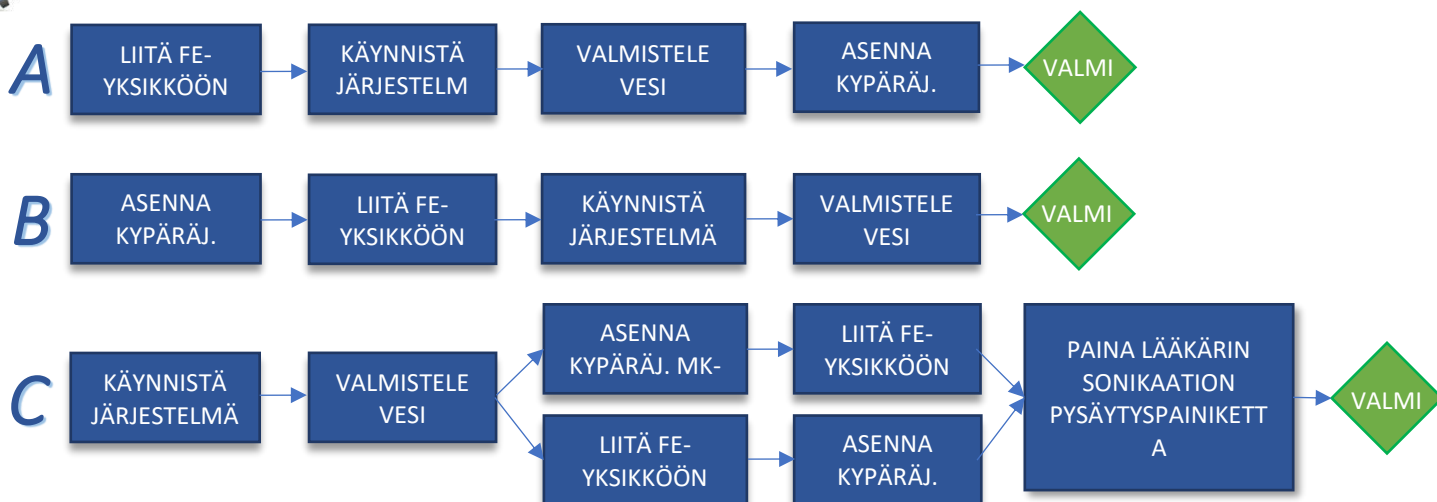 A
LIITÄ FE-
YKSIKKÖÖN
KÄYNNISTÄ
JÄRJESTELM
VALMISTELE
VESI
ASENNA
KYPÄRÄJ.
VALMI
B
ASENNA
KYPÄRÄJ.
LIITÄ FE-
YKSIKKÖÖN
KÄYNNISTÄ
JÄRJESTELMÄ
VALMISTELE
VESI
VALMI
C
KÄYNNISTÄ
JÄRJESTELMÄ
VALMISTELE
VESI
ASENNA
KYPÄRÄJ. MK-
LIITÄ FE-
YKSIKKÖÖN
LIITÄ FE-
YKSIKKÖÖN
ASENNA
KYPÄRÄJ.
PAINA LÄÄKÄRIN
SONIKAATION
PYSÄYTYSPAINIKETT
A
VALMI